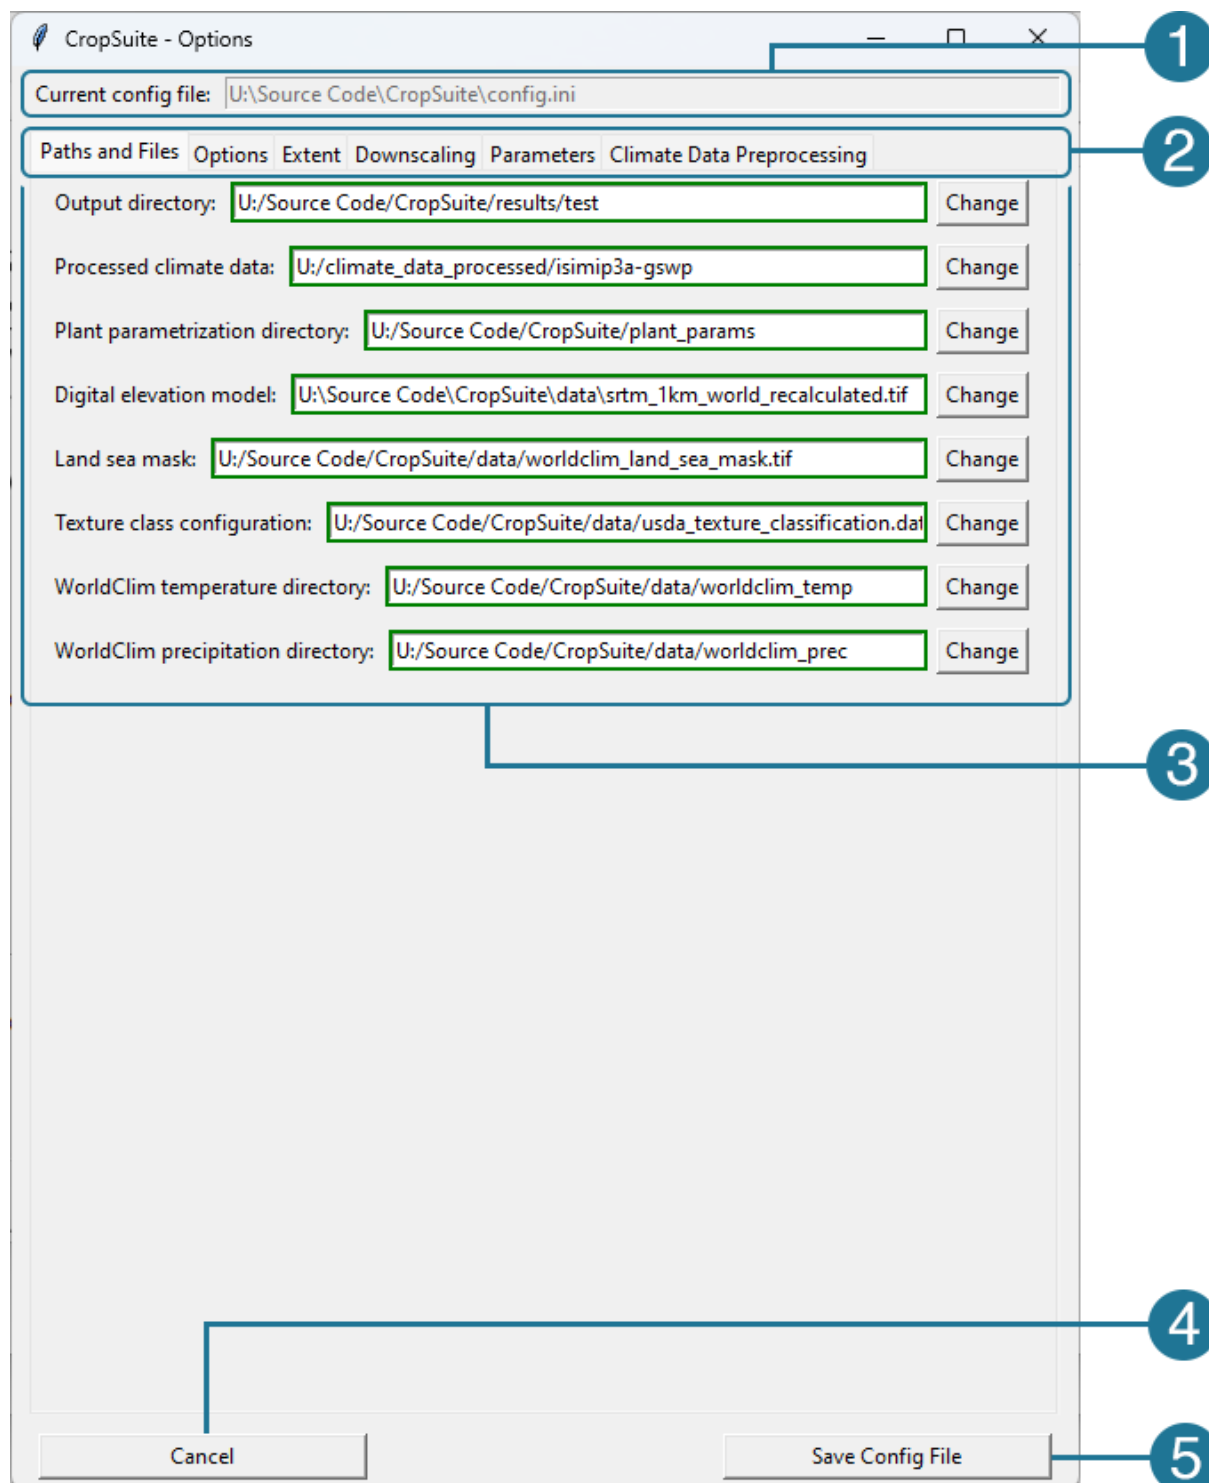 CropSuite - Options
1
Current config file: U:\Source Code\CropSuite\config.ini
Paths and Files Options Extent Downscaling Parameters Climate Data Preprocessing
2
Output directory: U:/Source Code/CropSuite/results/test Change
Processed climate data: U:/climate_data_processed/isimip3a-gswp Change
Plant parametrization directory: U:/Source Code/CropSuite/plant_params Change
Digital elevation model: U:\Source Code\CropSuite\data\srtm_1km_world_recalculated.tif Change
Land sea mask: U:/Source Code/CropSuite/data/worldclim_land_sea_mask.tif Change
Texture class configuration: U:/Source Code/CropSuite/data/usda_texture_classification.dat Change
WorldClim temperature directory: U:/Source Code/CropSuite/data/worldclim_temp Change
WorldClim precipitation directory: U:/Source Code/CropSuite/data/worldclim_prec Change
3
4
Cancel Save Config File
5